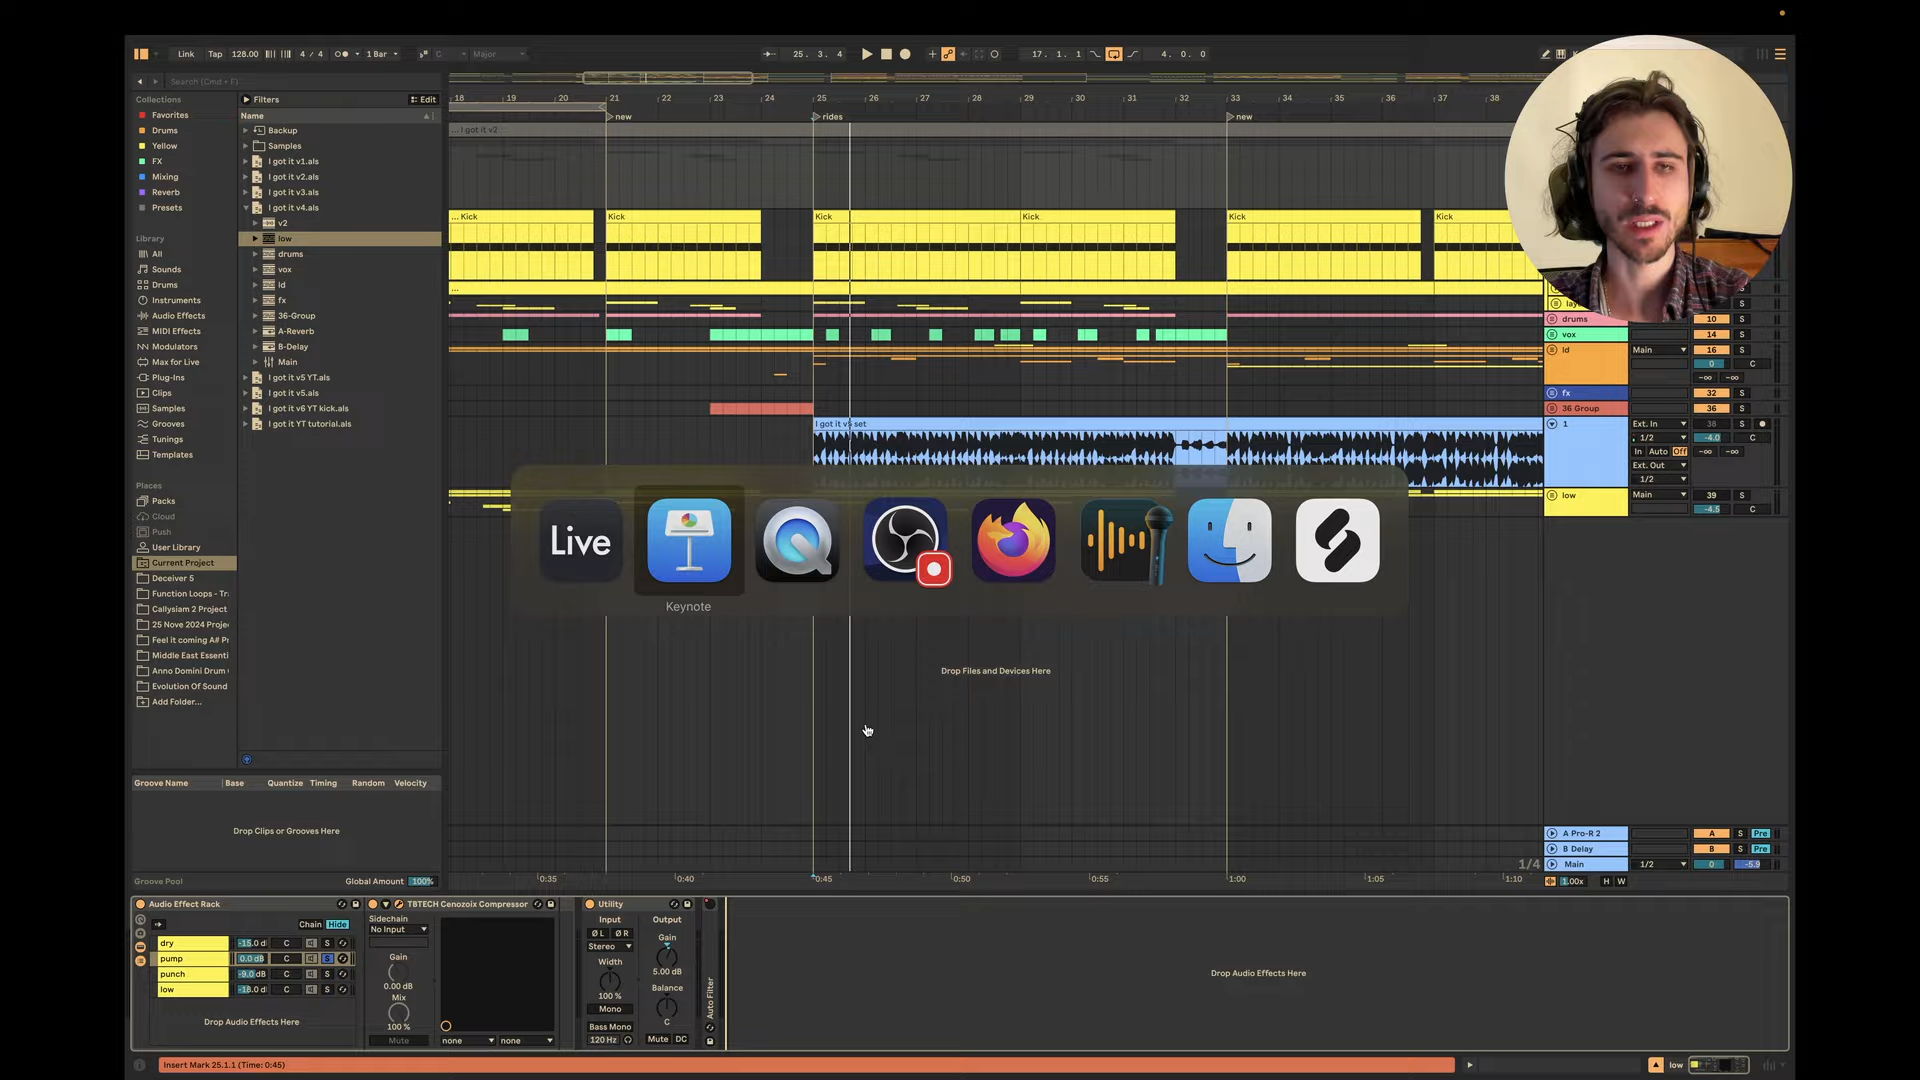 Link Tap 128.00 4 / 4 1 Bar C Major 25. 3. 4 17. 1. 1 4. 0. 0
Search (Cmd + F)
Collections
Favorites
Drums
Yellow
FX
Mixing
Reverb
Presets
Library
All
Sounds
Drums
Instruments
Audio Effects
MIDI Effects
Modulators
Max for Live
Plug-Ins
Clips
Samples
Grooves
Tunings
Templates
Places
Packs
Cloud
Push
User Library
Current Project
Deceiver 5
Function Loops - Tra
Callysiam 2 Project
25 Nove 2024 Proje
Feel it coming A# Pr
Middle East Essenti
Anno Domini Drum
Evolution Of Sound
Add Folder...
Filters Edit
Name
Backup
Samples
I got it v1.als
I got it v2.als
I got it v3.als
I got it v4.als
v2
low
drums
vox
ld
fx
36-Group
A-Reverb
B-Delay
Main
I got it v5 YT.als
I got it v5.als
I got it v6 YT kick.als
I got it YT tutorial.als
18 19 20 21 22 23 24 25 26 27 28 29 30 31 32 33 34 35 36 37 38
new rides new
... I got it v2
... Kick Kick Kick Kick Kick Kick
...
drums 10 S
vox 14 S
ld Main 16 S
0 C
-∞ -∞
fx 32 S
36 Group 36 S
I got it v5 set
1 Ext. In 38 S
1/2 -4.0 C
In Auto Off -∞ -∞
Ext. Out
1/2
low Main 39 S
-4.5 C
Live
Keynote
Drop Files and Devices Here
A Pro-R 2 A S Pre
B Delay B S Pre
Main 1/2 0 -5.9
1/4
0:35 0:40 0:45 0:50 0:55 1:00 1:05 1:10
1.00x H W
Groove Name Base Quantize Timing Random Velocity
Drop Clips or Grooves Here
Groove Pool Global Amount 100%
Audio Effect Rack
Chain Hide
dry -15.0 d C S
pump 0.0 dB C S
punch -9.0 dB C S
low -18.0 d C S
Drop Audio Effects Here
TBTECH Cenozoix Compressor
Sidechain
No Input
Gain
0.00 dB
Mix
100 %
Mute none none
Utility
Input Output
Ø L Ø R Gain
Stereo
Width 5.00 dB
Balance
100 %
Mono C
Bass Mono
120 Hz Mute DC
Auto Filter
Drop Audio Effects Here
Insert Mark 25.1.1 (Time: 0:45)
low